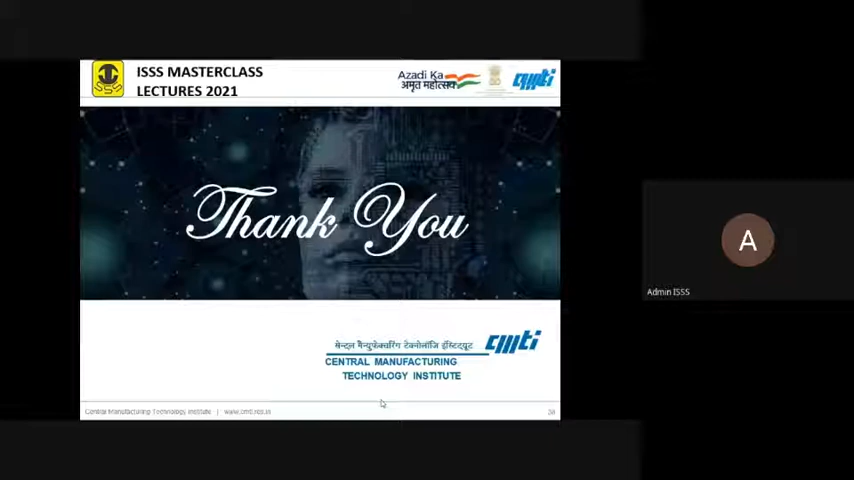 ISSS MASTERCLASS
LECTURES 2021
Azadi Ka
अमृत महोत्सव
cmti
Thank You
सेन्ट्रल मैन्युफेक्चरिंग टेक्नोलॉजि इंस्टिट्यूट
cmti
CENTRAL MANUFACTURING
TECHNOLOGY INSTITUTE
Central Manufacturing Technology Institute | www.cmti.res.in
A
Admin ISSS